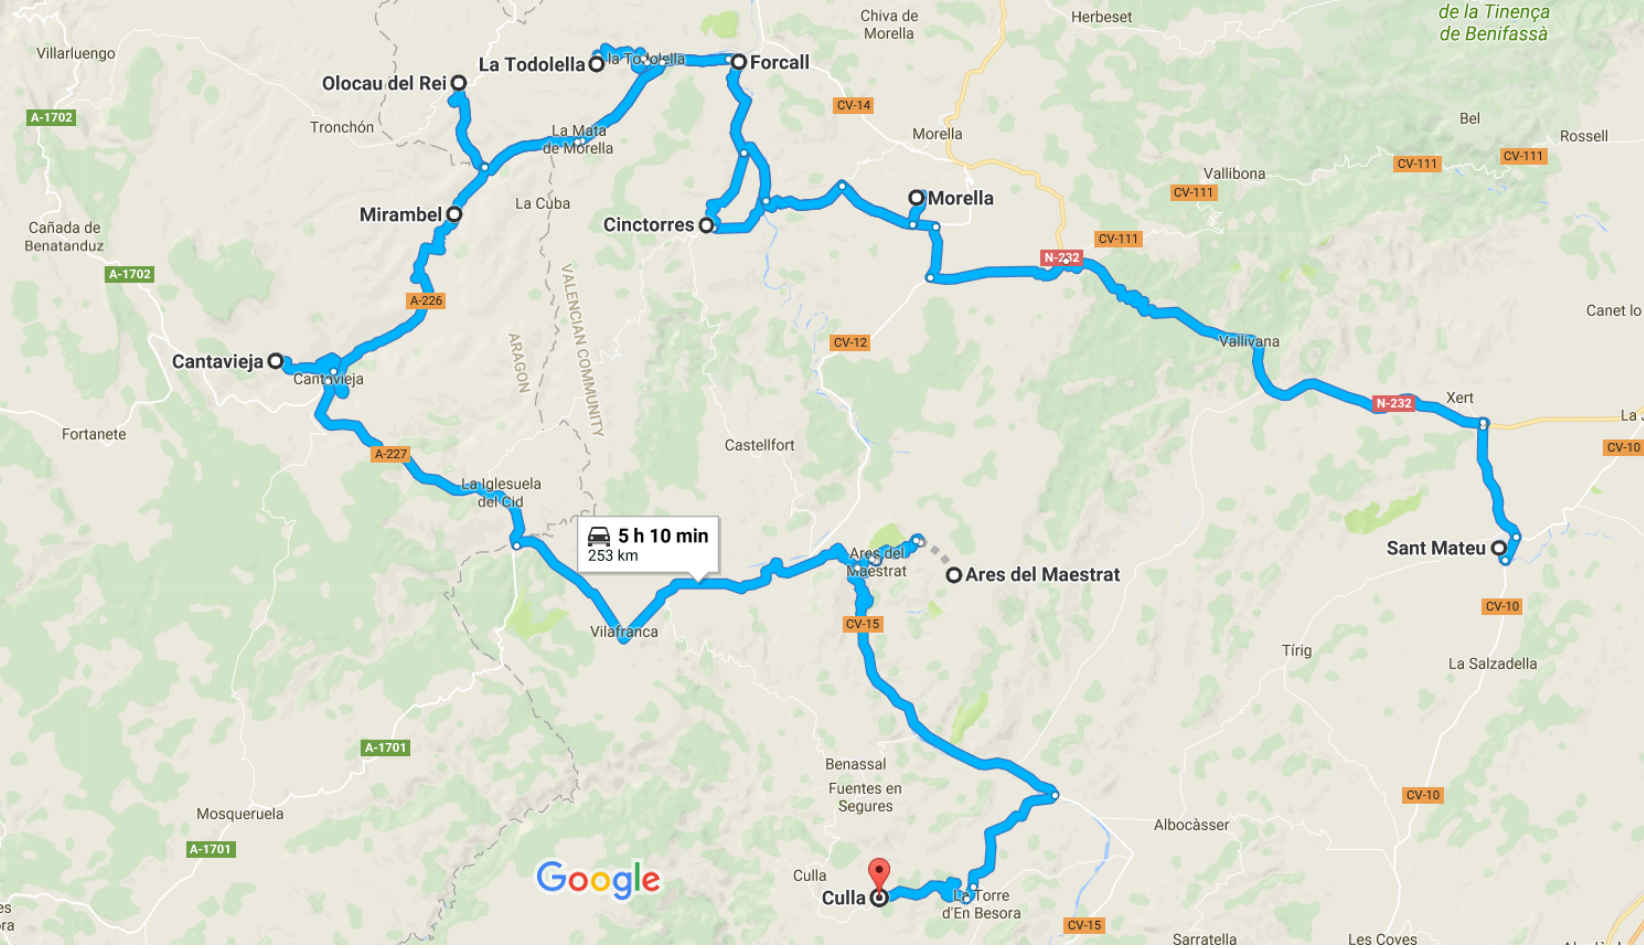 de la Tinença
de Benifassà
Chiva de
Morella
Herbeset
Villarluengo
La Todolella
la Todolella
Forcall
Olocau del Rei
A-1702
Tronchón
CV-14
La Mata
de Morella
Morella
Bel
Rossell
CV-111
CV-111
Vallibona
CV-111
La Cuba
Morella
Mirambel
Cinctorres
Cañada de
Benatanduz
CV-111
N-232
A-1702
A-226
VALENCIAN COMMUNITY
ARAGON
Canet lo
CV-12
Vallivana
Cantavieja
Cantavieja
N-232
Xert
La
Fortanete
A-227
Castellfort
CV-10
La Iglesuela
del Cid
5 h 10 min
253 km
Ares del
Maestrat
Ares del Maestrat
Sant Mateu
CV-10
Vilafranca
CV-15
Tírig
La Salzadella
A-1701
Benassal
Fuentes en
Segures
CV-10
Mosqueruela
Albocàsser
A-1701
Google
Culla
Culla
La Torre
d'En Besora
CV-15
es
ra
Sarratella
Les Coves